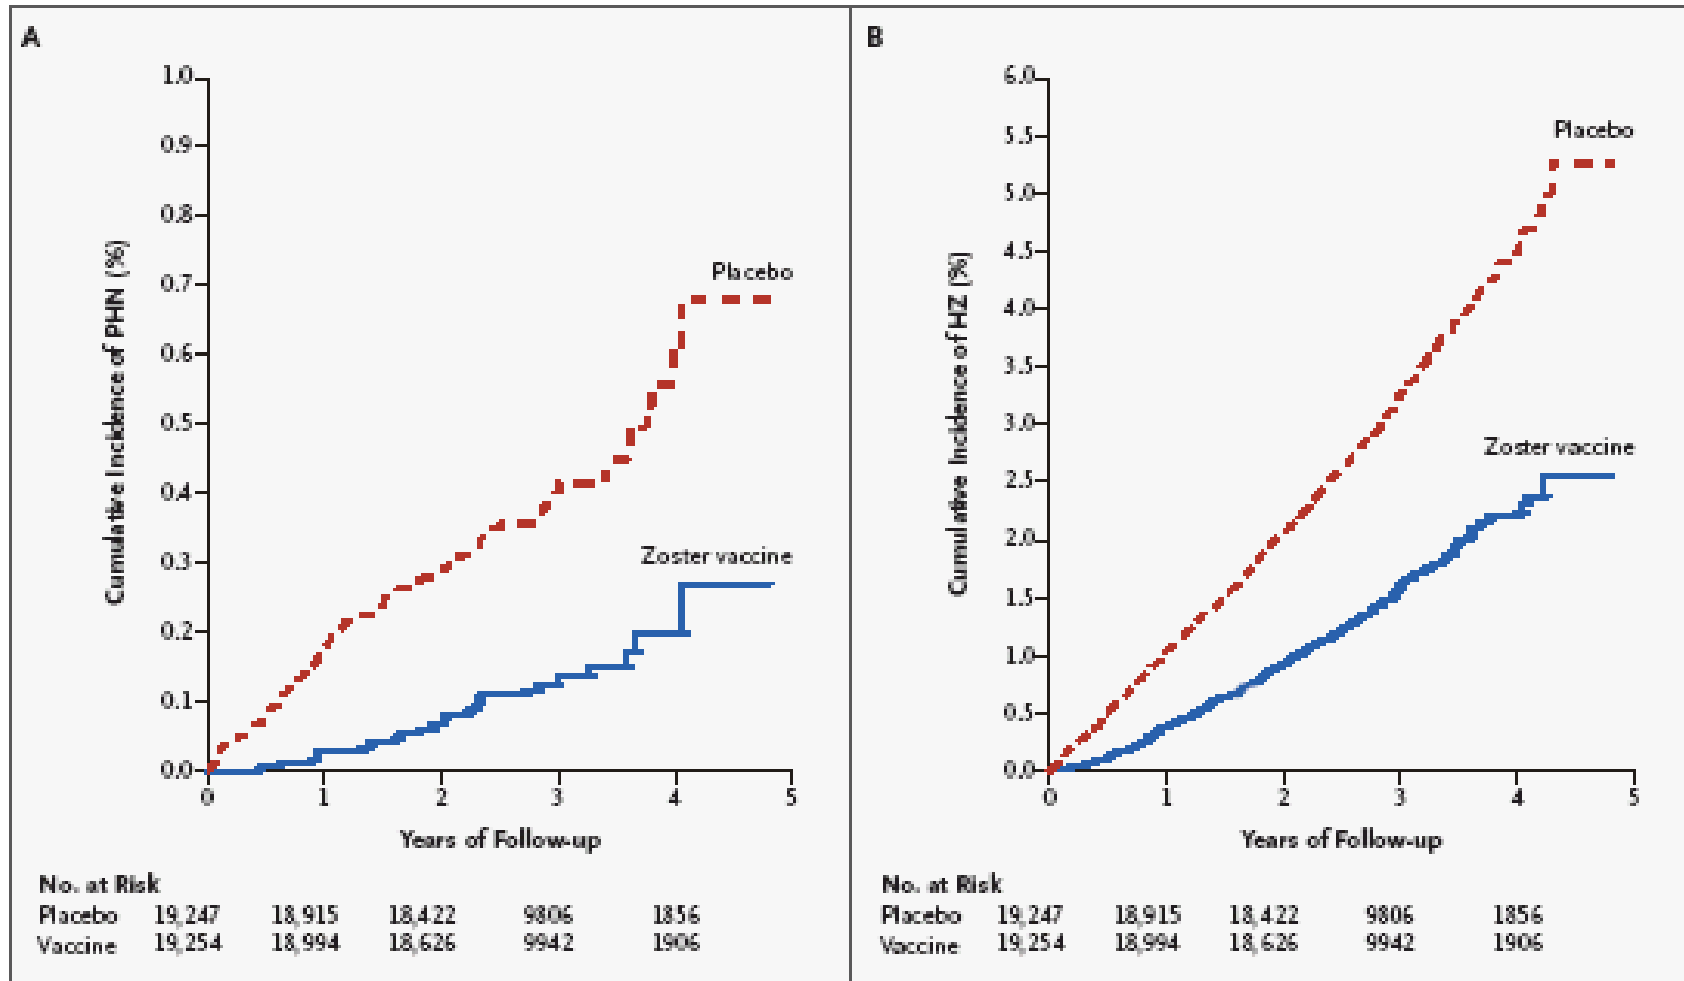 A
1.0
0.9
0.8
0.7
0.6
0.5
0.4
0.3
0.2
0.1
0.0
Cumulative Incidence of PHN (%)
Placebo
Zoster vaccine
0 1 2 3 4 5
Years of Follow-up
No. at Risk
Placebo 19,247 18,915 18,422 9806 1856
Vaccine 19,254 18,994 18,626 9942 1906
B
6.0
5.5
5.0
4.5
4.0
3.5
3.0
2.5
2.0
1.5
1.0
0.5
0.0
Cumulative Incidence of HZ (%)
Placebo
Zoster vaccine
0 1 2 3 4 5
Years of Follow-up
No. at Risk
Placebo 19,247 18,915 18,422 9806 1856
Vaccine 19,254 18,994 18,626 9942 1906